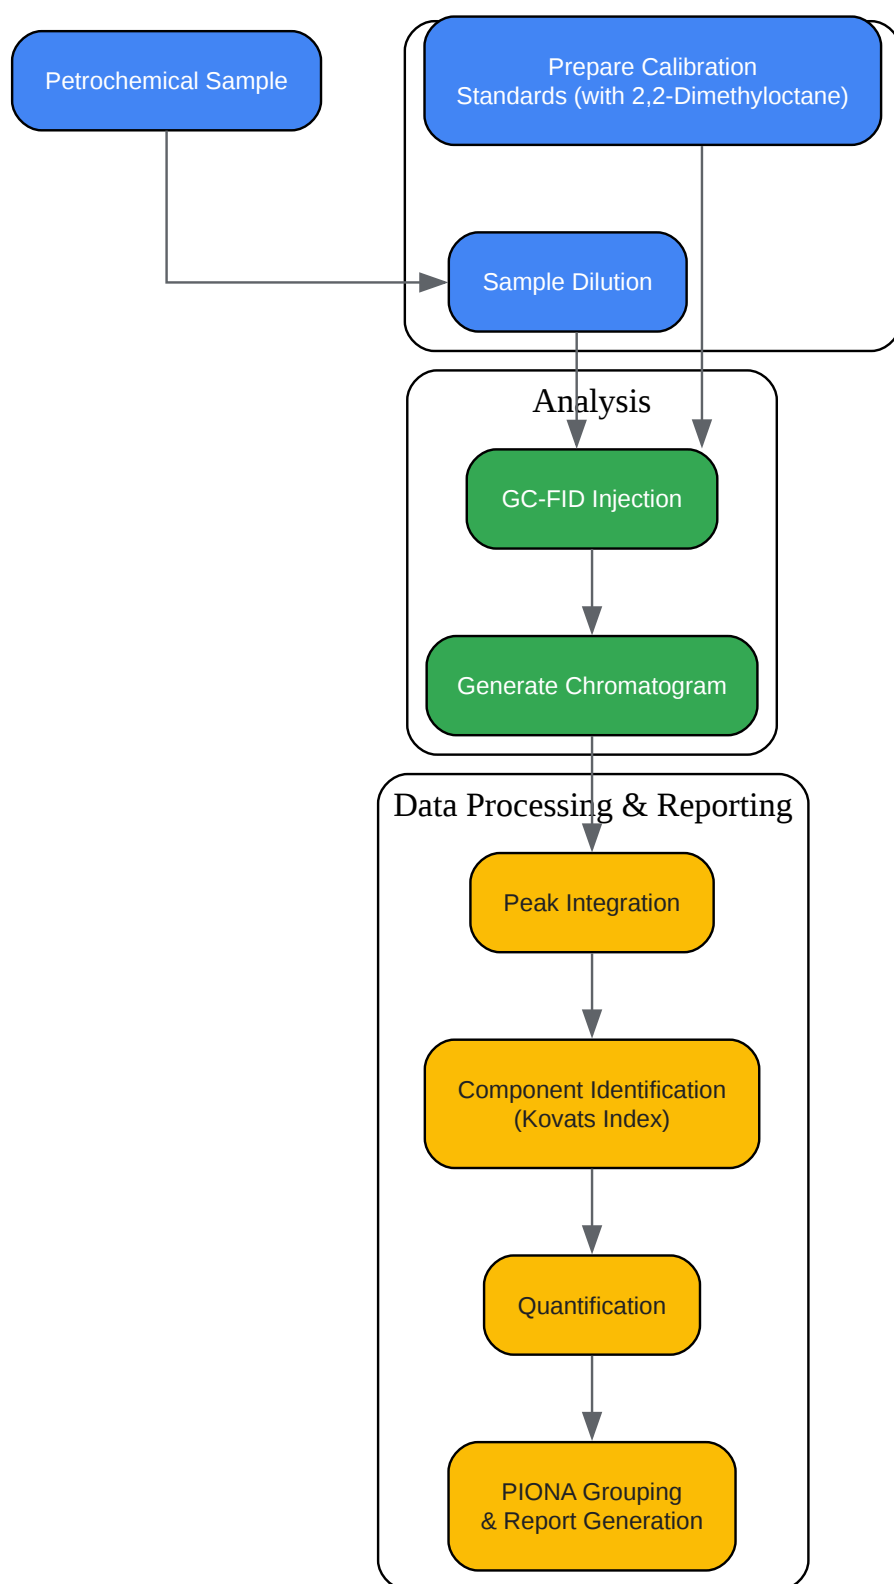 Petrochemical Sample
Prepare Calibration
Standards (with 2,2-Dimethyloctane)
Sample Dilution
Analysis
GC-FID Injection
Generate Chromatogram
Data Processing & Reporting
Peak Integration
Component Identification
(Kovats Index)
Quantification
PIONA Grouping
& Report Generation